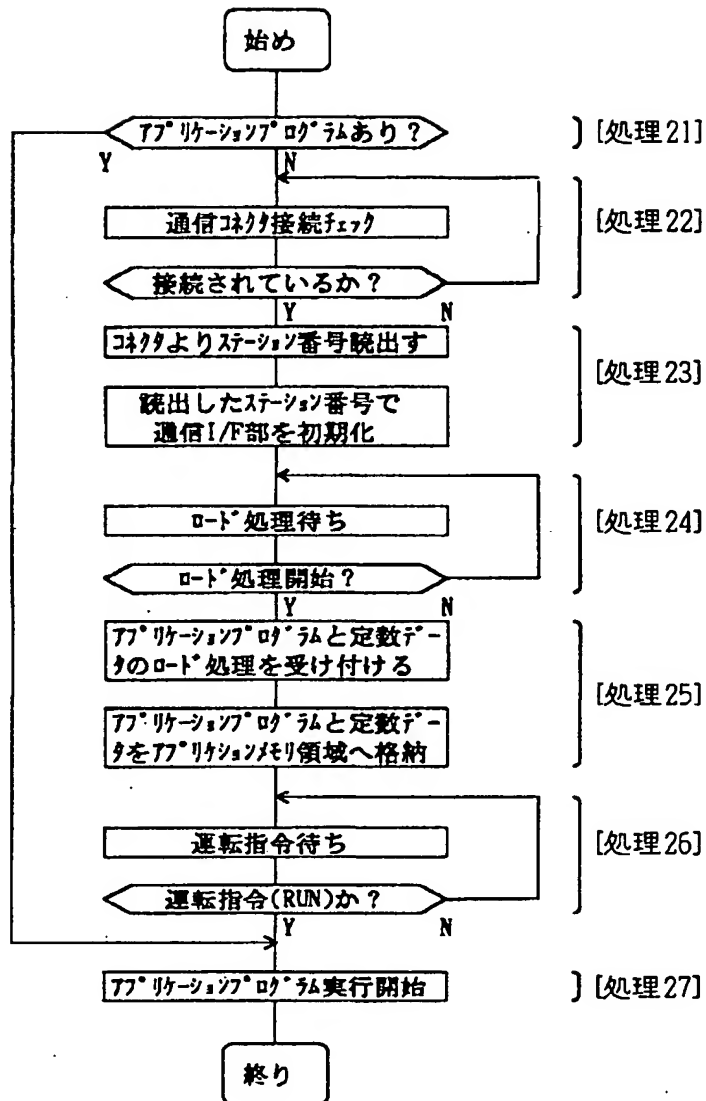 始め
ｱﾌﾟﾘｹｰｼｮﾝﾌﾟﾛｸﾞﾗﾑあり？ [処理21]
Y N
通信ｺﾈｸﾀ接続ﾁｪｯｸ [処理22]
接続されているか？
Y N
ｺﾈｸﾀよりｽﾃｰｼｮﾝ番号読出す
[処理23]
読出したｽﾃｰｼｮﾝ番号で
通信I/F部を初期化
ﾛｰﾄﾞ処理待ち [処理24]
ﾛｰﾄﾞ処理開始？
Y N
ｱﾌﾟﾘｹｰｼｮﾝﾌﾟﾛｸﾞﾗﾑと定数ﾃﾞｰ
ﾀのﾛｰﾄﾞ処理を受け付ける
[処理25]
ｱﾌﾟﾘｹｰｼｮﾝﾌﾟﾛｸﾞﾗﾑと定数ﾃﾞｰ
ﾀをｱﾌﾟﾘｹｼｮﾝﾒﾓﾘ領域へ格納
運転指令待ち [処理26]
運転指令(RUN)か？
Y N
ｱﾌﾟﾘｹｰｼｮﾝﾌﾟﾛｸﾞﾗﾑ実行開始 [処理27]
終り